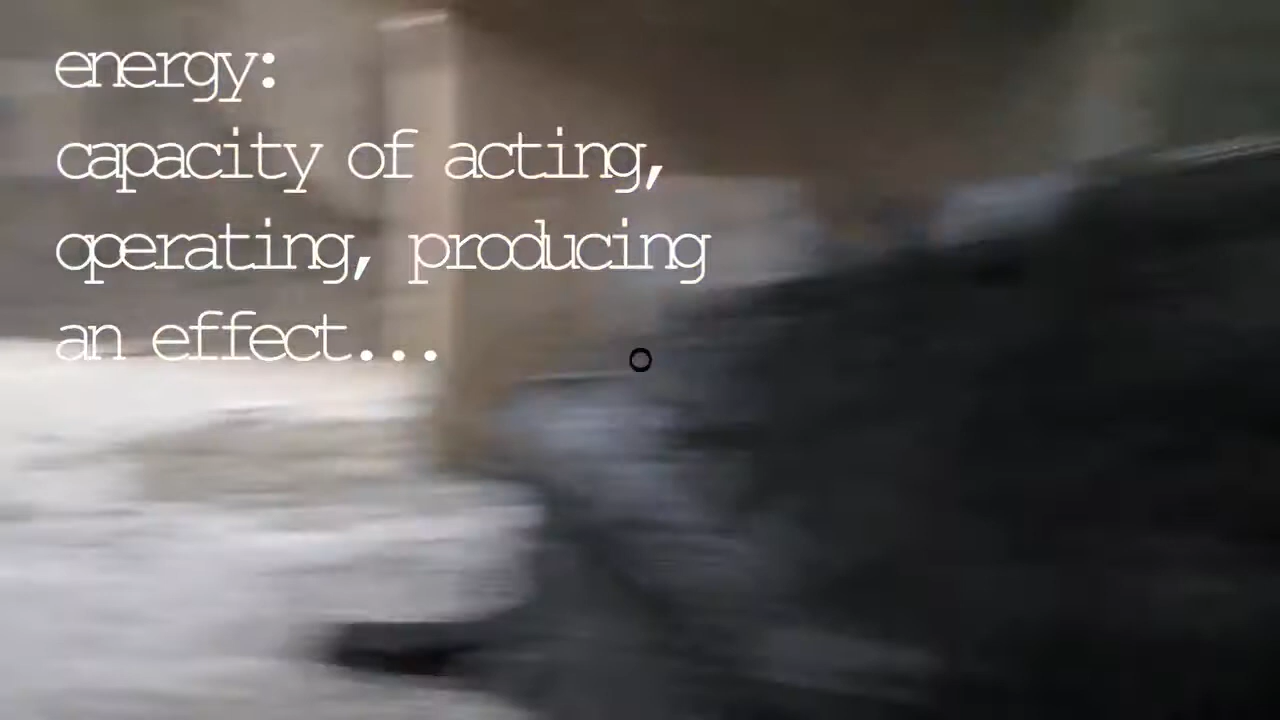 energy:
capacity of acting,
operating, producing
an effect...